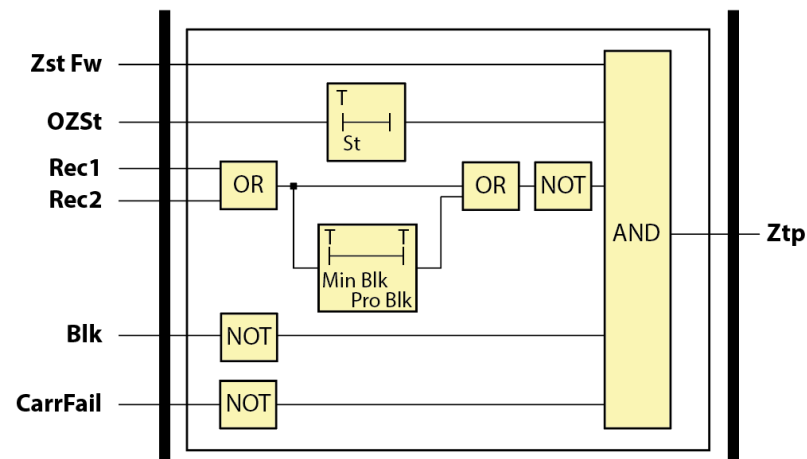 Zst Fw
T
OZSt
St
Rec1
OR
OR
NOT
Rec2
AND
Ztp
T T
Min Blk
Pro Blk
Blk
NOT
CarrFail
NOT